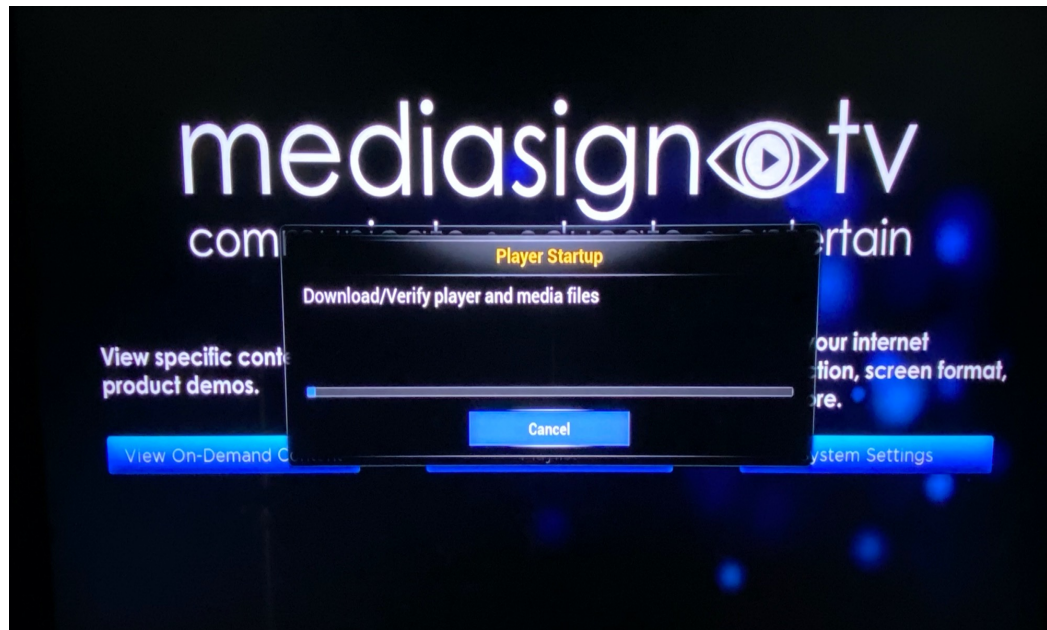 mediasign tv
com rtain
Player Startup
Download/Verify player and media files
View specific cont
product demos.
our internet
tion, screen format,
re.
Cancel
View On-Demand C
ystem Settings